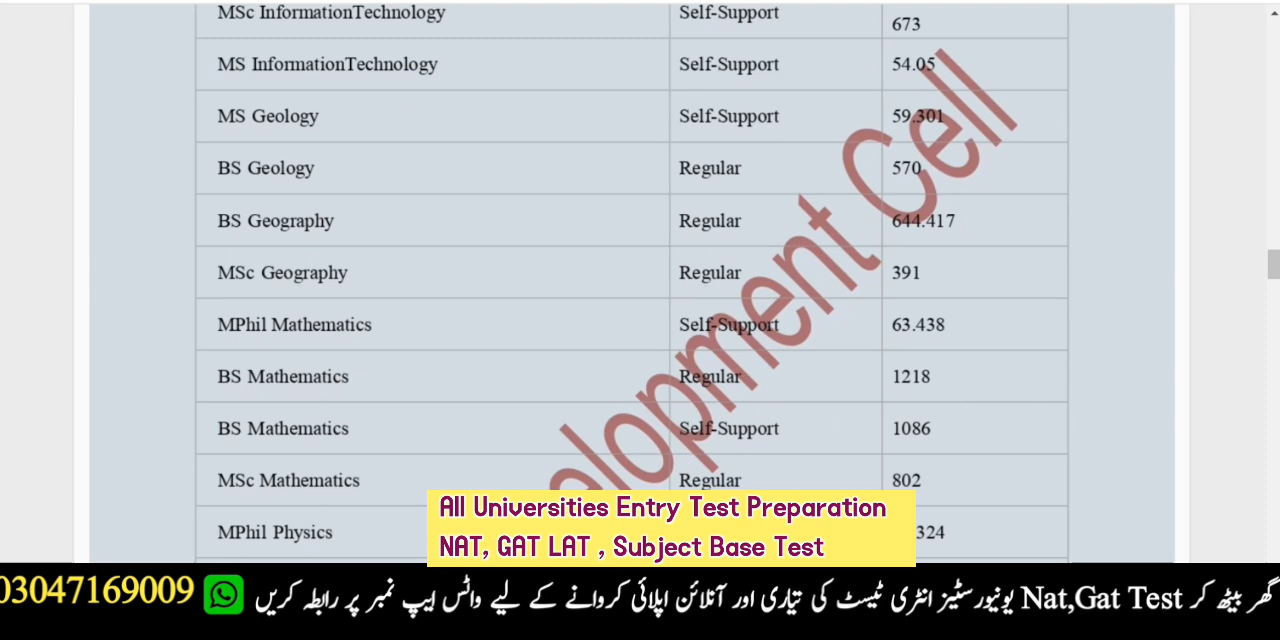 MSc InformationTechnology Self-Support 673
MS InformationTechnology Self-Support 54.05
MS Geology Self-Support 59.301
BS Geology Regular 570
BS Geography Regular 644.417
MSc Geography Regular 391
MPhil Mathematics Self-Support 63.438
BS Mathematics Regular 1218
BS Mathematics Self-Support 1086
MSc Mathematics Regular 802
MPhil Physics 324
elopment Cell
All Universities Entry Test Preparation
NAT, GAT LAT , Subject Base Test
گھر بیٹھ کر Nat,Gat Test یونیورسٹیز انٹری ٹیسٹ کی تیاری اور آنلائن اپلائی کروانے کے لیے واٹس ایپ نمبر پر رابطہ کریں 03047169009